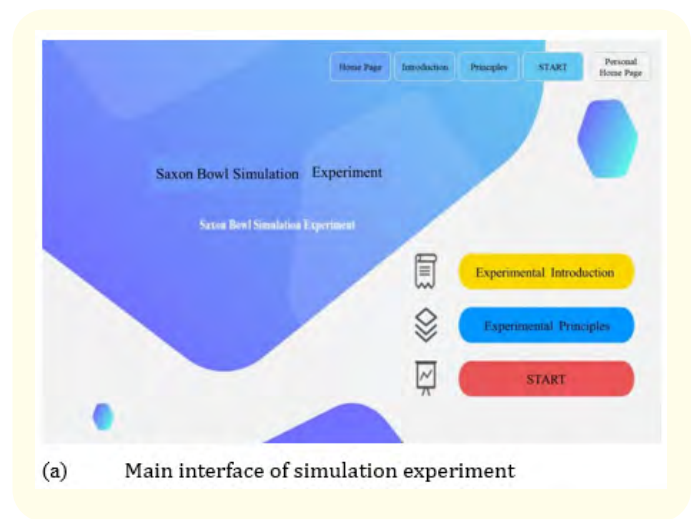 Home Page
Introduction
Principles
START
Personal
Home Page
Saxon Bowl Simulation Experiment
Saxon Bowl Simulation Experiment
Experimental Introduction
Experimental Principles
START
(a) Main interface of simulation experiment